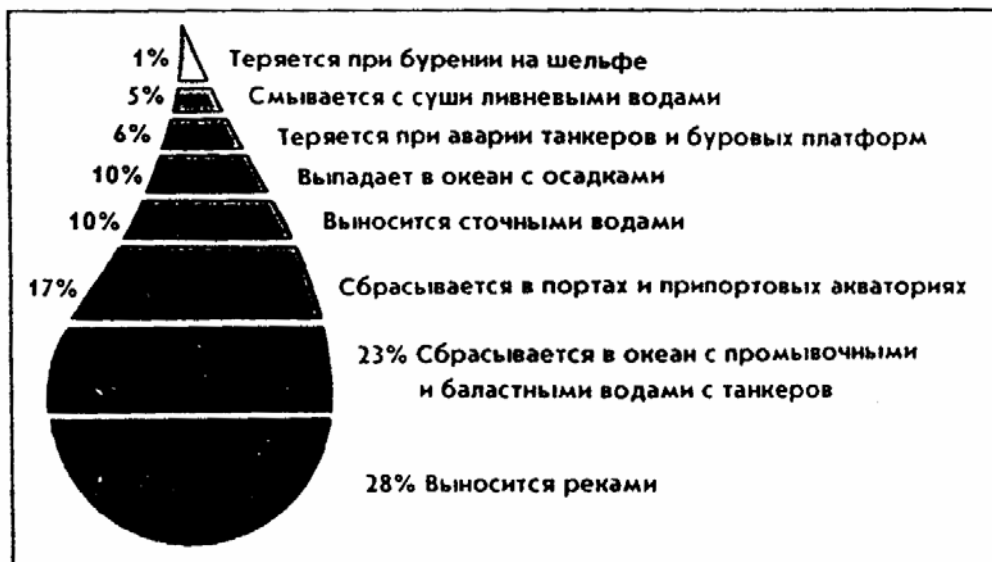 1% Теряется при бурении на шельфе
5% Смывается с суши ливневыми водами
6% Теряется при аварии танкеров и буровых платформ
10% Выпадает в океан с осадками
10% Выносится сточными водами
17% Сбрасывается в портах и припортовых акваториях
23% Сбрасывается в океан с промывочными
и баластными водами с танкеров
28% Выносится реками